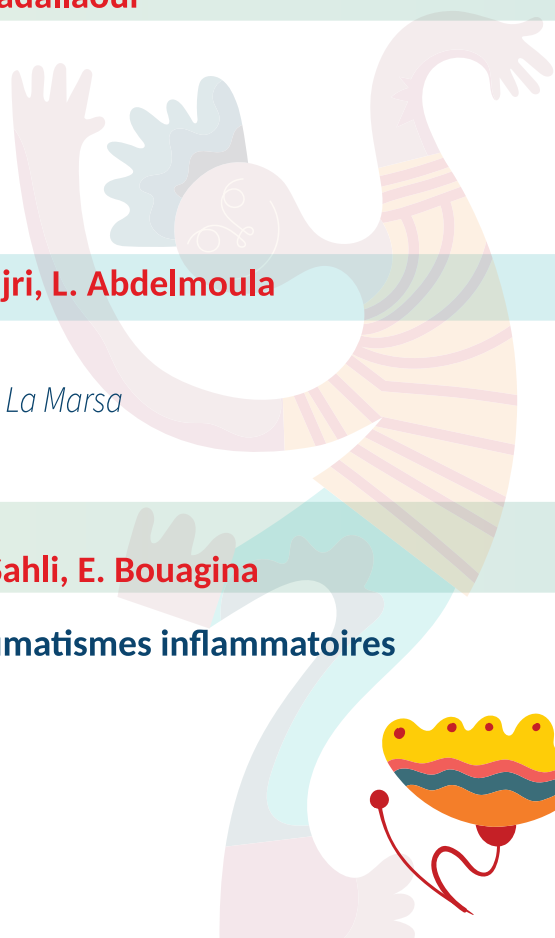 jri, L. Abdelmoula
La Marsa
Sahli, E. Bouagina
umatismes inflammatoires